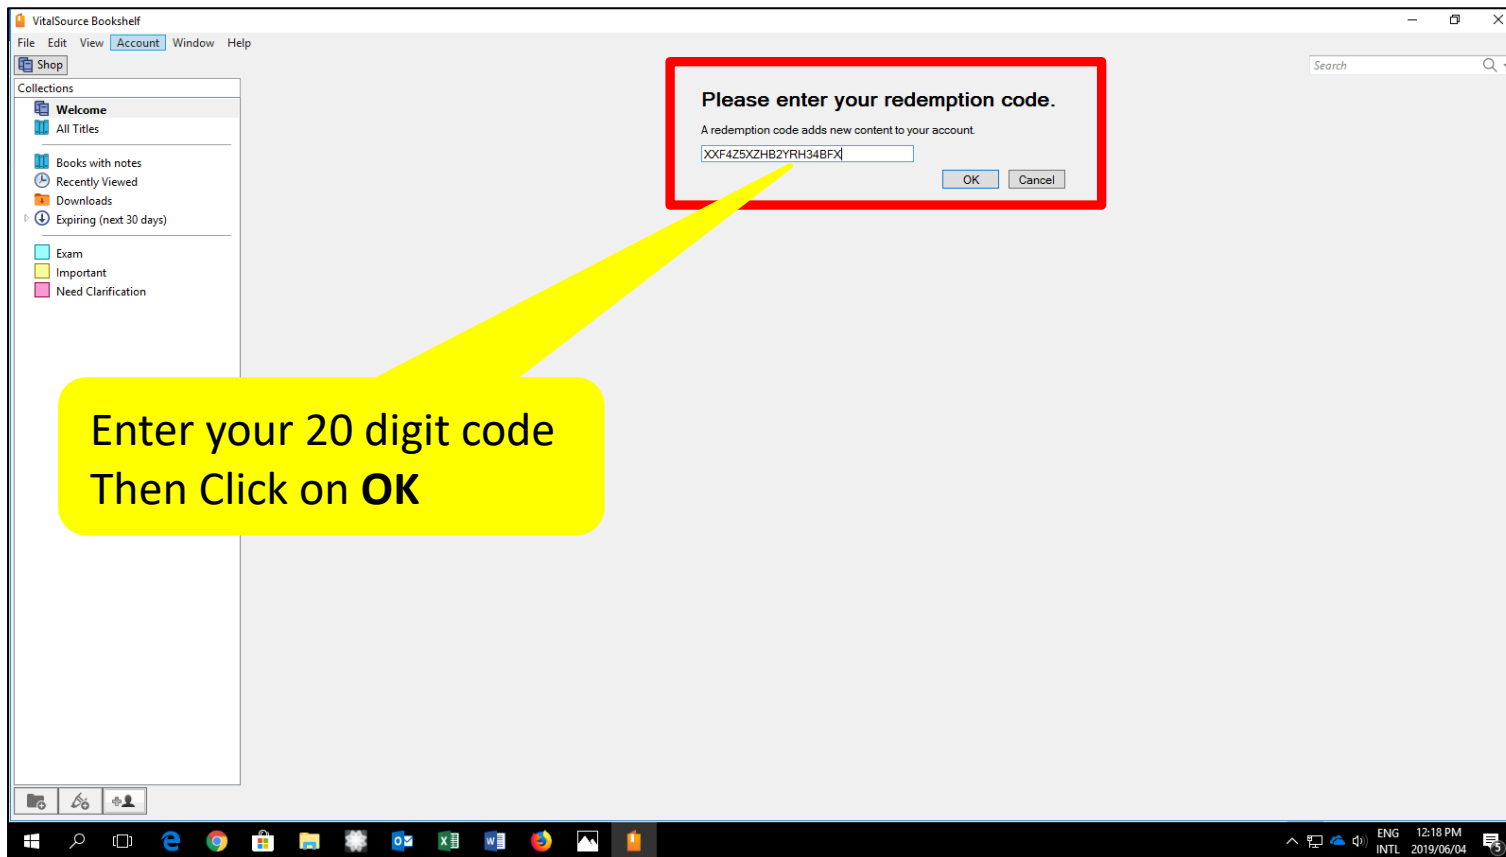 VitalSource Bookshelf
File Edit View Account Window Help
Shop
Search
Collections
Welcome
All Titles
Books with notes
Recently Viewed
Downloads
Expiring (next 30 days)
Exam
Important
Need Clarification
Please enter your redemption code.
A redemption code adds new content to your account.
XXF4Z5XZHB2YRH34BFX
OK Cancel
Enter your 20 digit code
Then Click on OK
ENG 12:18 PM
INTL 2019/06/04
5